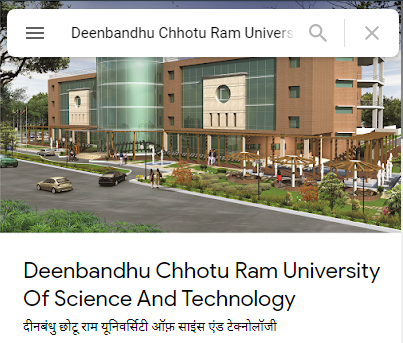 Deenbandhu Chhotu Ram Univers
Deenbandhu Chhotu Ram University
Of Science And Technology
दीनबंधु छोटू राम यूनिवर्सिटी ऑफ़ साइंस एंड टेक्नोलॉजी